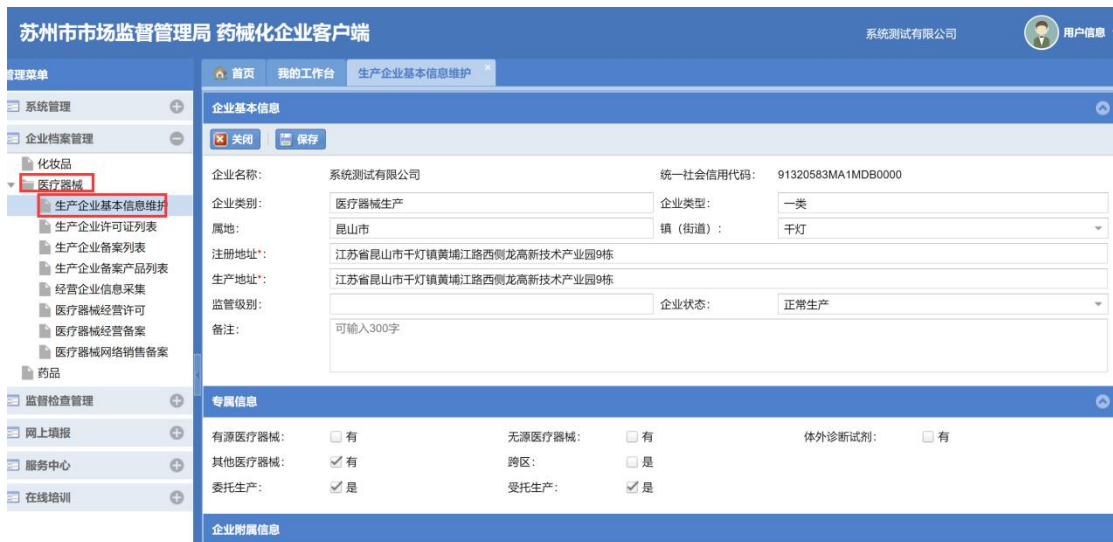 苏州市市场监督管理局 药械化企业客户端
系统测试有限公司
用户信息
管理菜单
首页 我的工作台 生产企业基本信息维护
系统管理
企业档案管理
化妆品
医疗器械
生产企业基本信息维护
生产企业许可证列表
生产企业备案列表
生产企业备案产品列表
经营企业信息采集
医疗器械经营许可
医疗器械经营备案
医疗器械网络销售备案
药品
监督检查管理
网上填报
服务中心
在线培训
企业基本信息
关闭 保存
企业名称: 系统测试有限公司 统一社会信用代码: 91320583MA1MDB0000
企业类别: 医疗器械生产 企业类型: 一类
属地: 昆山市 镇（街道）: 千灯
注册地址*: 江苏省昆山市千灯镇黄埔江路西侧龙高新技术产业园9栋
生产地址*: 江苏省昆山市千灯镇黄埔江路西侧龙高新技术产业园9栋
监管级别: 企业状态: 正常生产
备注: 可输入300字
专属信息
有源医疗器械: 有 无源医疗器械: 有 体外诊断试剂: 有
其他医疗器械: 有 跨区: 是
委托生产: 是 受托生产: 是
企业附属信息